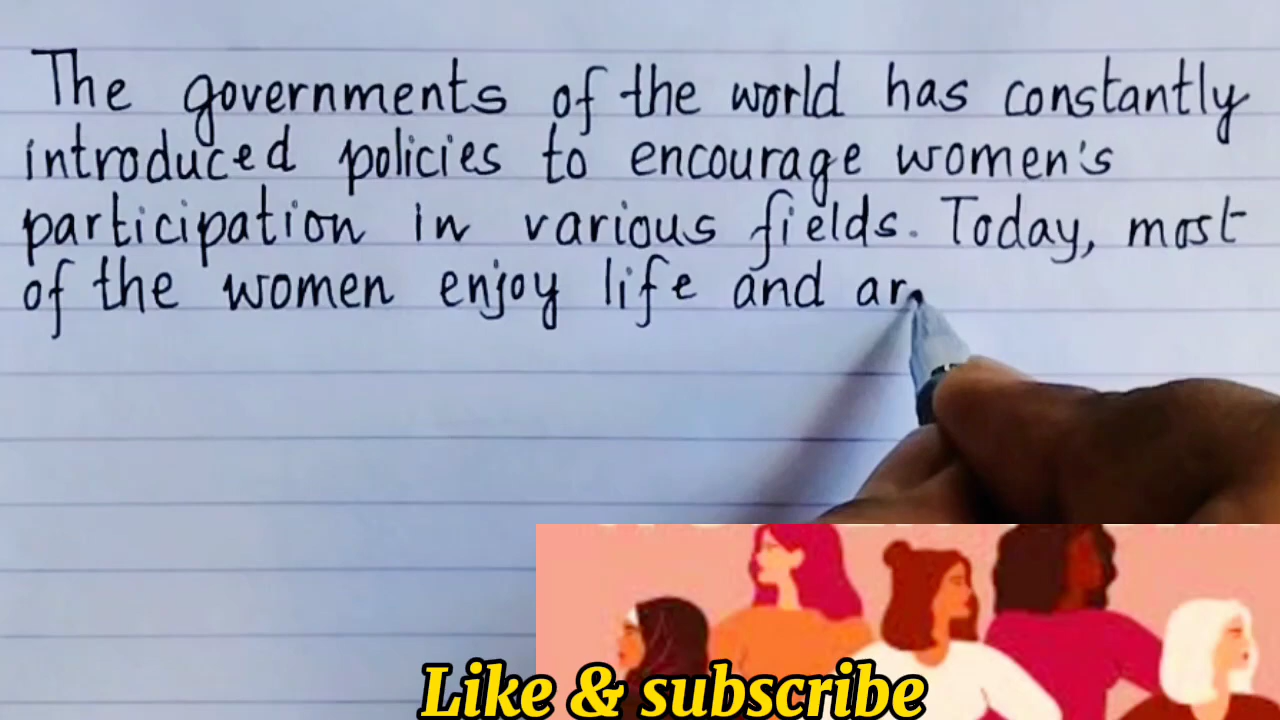 The governments of the world has constantly
introduced policies to encourage women's
participation in various fields. Today, most
of the women enjoy life and ar
Like & subscribe